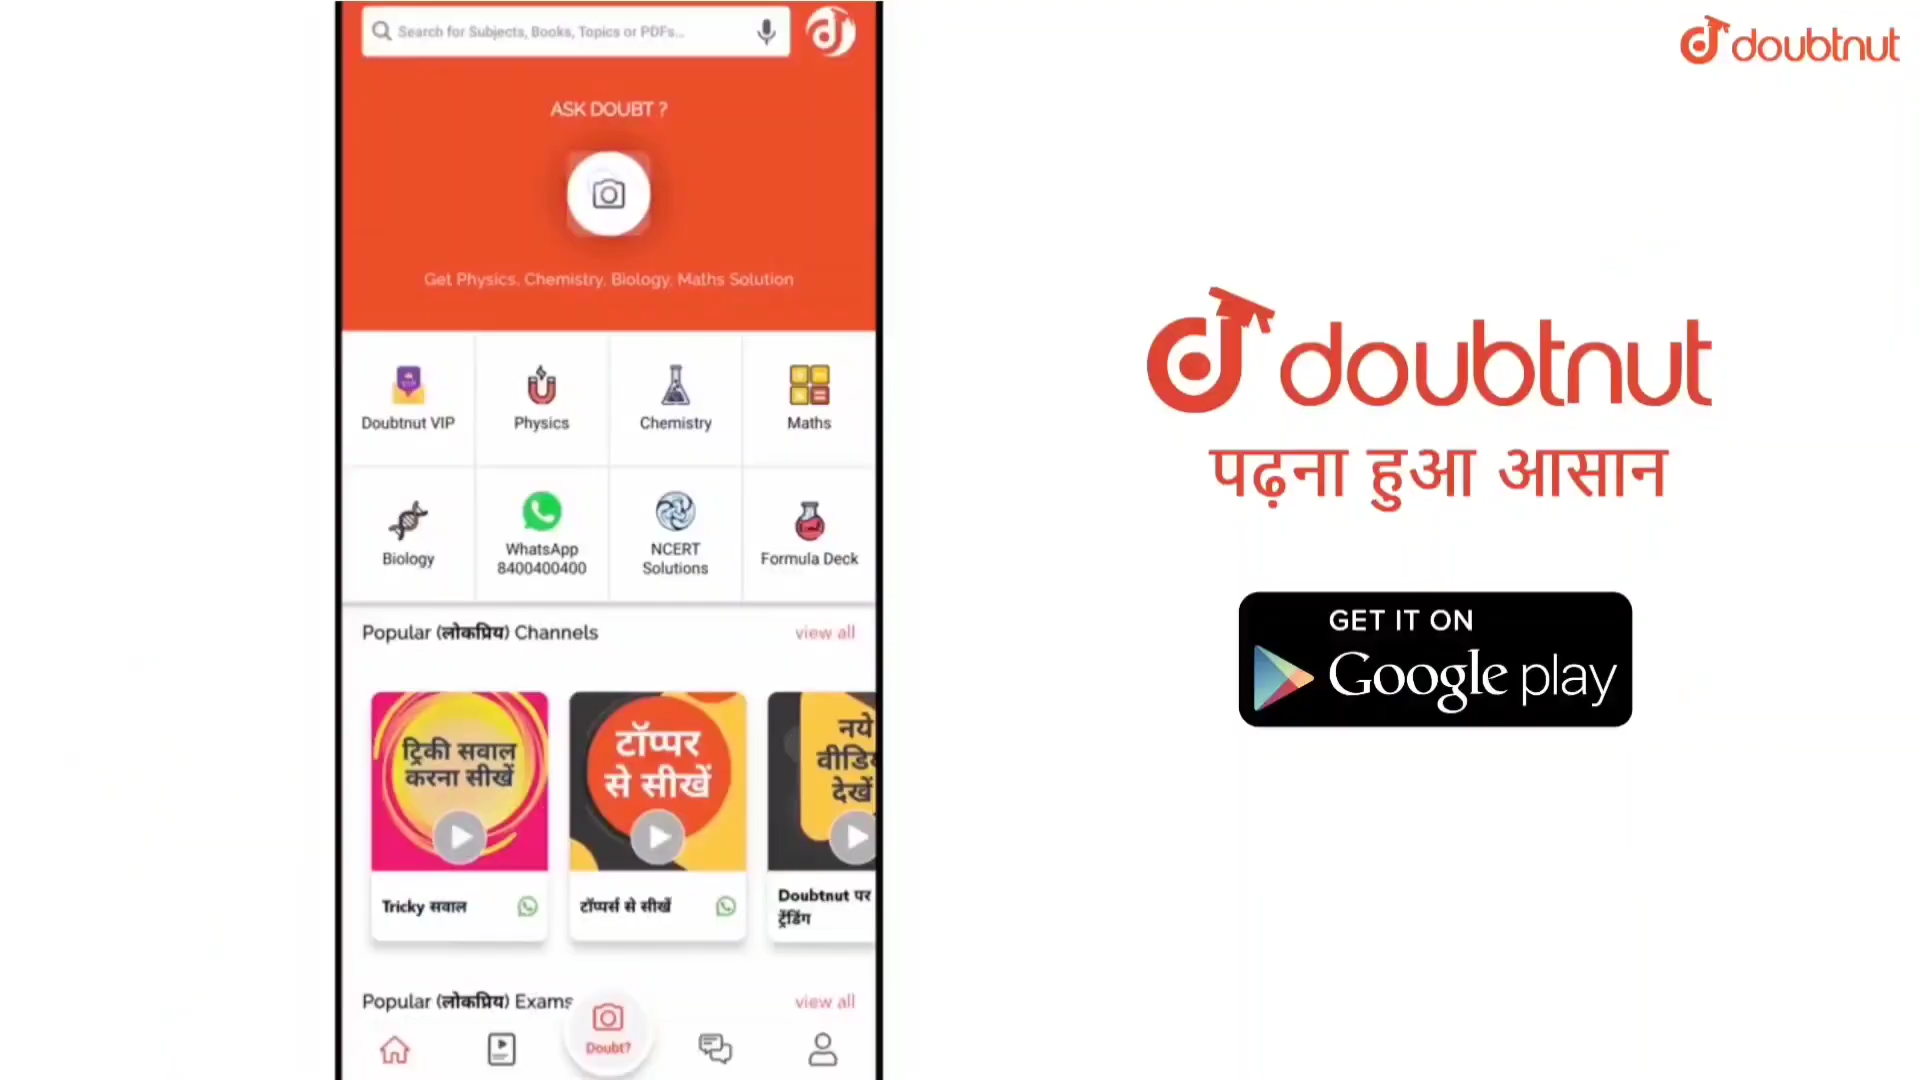 Search for Subjects, Books, Topics or PDFs...
doubtnut
ASK DOUBT ?
Get Physics, Chemistry, Biology, Maths Solution
Doubtnut VIP
Physics
Chemistry
Maths
Biology
WhatsApp
8400400400
NCERT
Solutions
Formula Deck
Popular (लोकप्रिय) Channels
view all
ट्रिकी सवाल
करना सीखें
टॉप्पर
से सीखें
नये
वीडि
देखें
Tricky सवाल
टॉप्पर्स से सीखें
Doubtnut पर
ट्रेंडिंग
Popular (लोकप्रिय) Exams
view all
Doubt?
doubtnut
पढ़ना हुआ आसान
GET IT ON
Google play